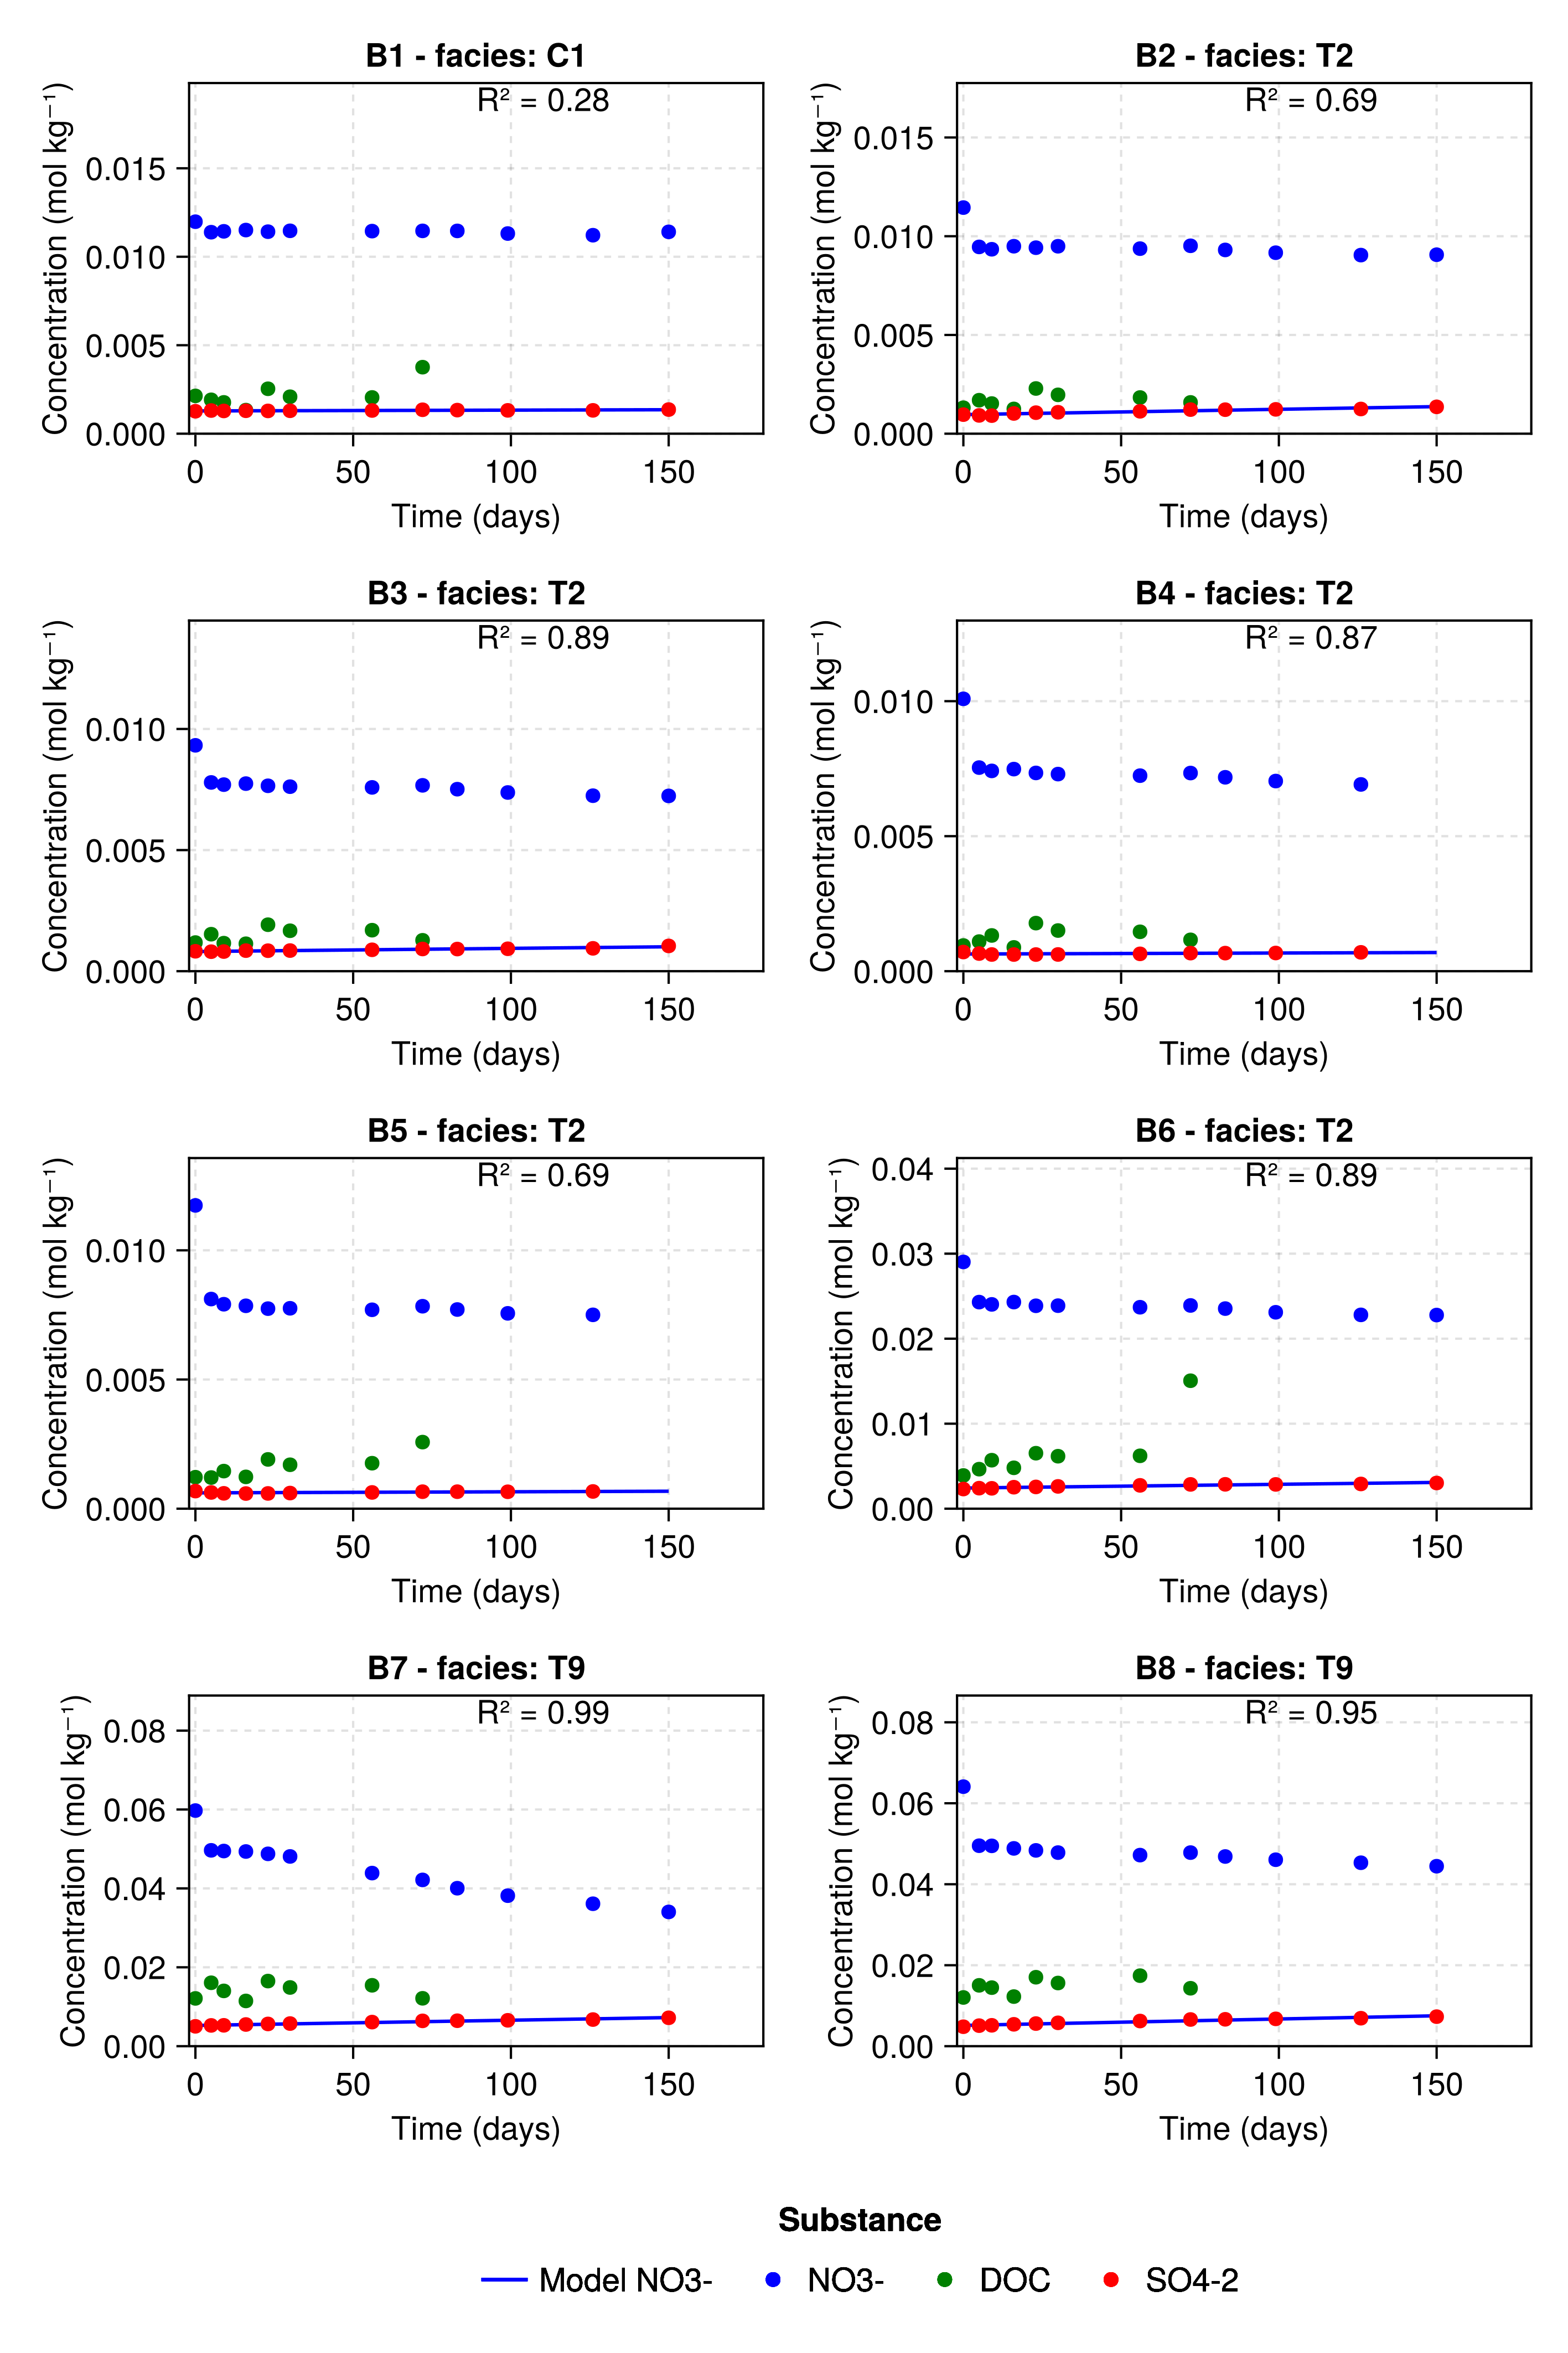 B1 - facies: C1
R² = 0.28
Concentration (mol kg⁻¹)
0.015
0.010
0.005
0.000
0 50 100 150
Time (days)
B2 - facies: T2
R² = 0.69
Concentration (mol kg⁻¹)
0.015
0.010
0.005
0.000
0 50 100 150
Time (days)
B3 - facies: T2
R² = 0.89
Concentration (mol kg⁻¹)
0.010
0.005
0.000
0 50 100 150
Time (days)
B4 - facies: T2
R² = 0.87
Concentration (mol kg⁻¹)
0.010
0.005
0.000
0 50 100 150
Time (days)
B5 - facies: T2
R² = 0.69
Concentration (mol kg⁻¹)
0.010
0.005
0.000
0 50 100 150
Time (days)
B6 - facies: T2
R² = 0.89
Concentration (mol kg⁻¹)
0.04
0.03
0.02
0.01
0.00
0 50 100 150
Time (days)
B7 - facies: T9
R² = 0.99
Concentration (mol kg⁻¹)
0.08
0.06
0.04
0.02
0.00
0 50 100 150
Time (days)
B8 - facies: T9
R² = 0.95
Concentration (mol kg⁻¹)
0.08
0.06
0.04
0.02
0.00
0 50 100 150
Time (days)
Substance
Model NO3- NO3- DOC SO4-2